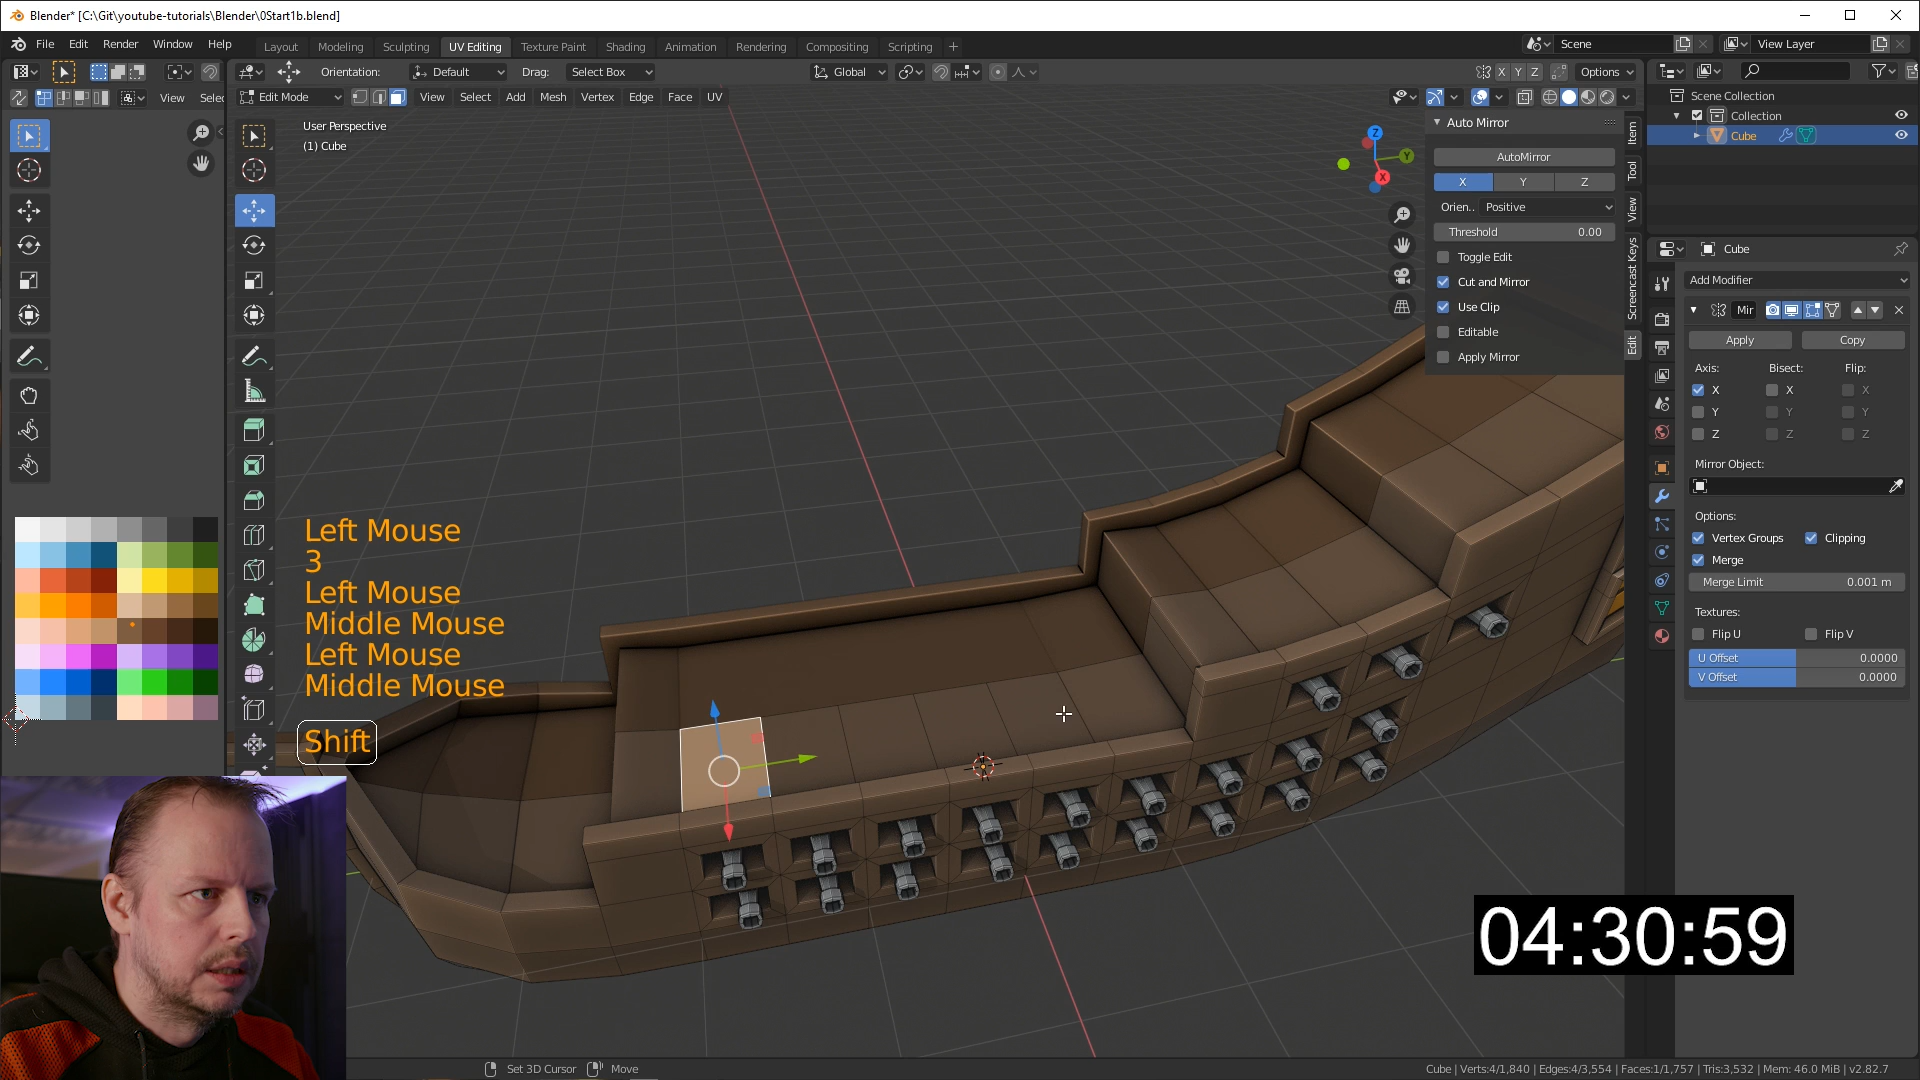 Blender* [C:\Git\youtube-tutorials\Blender\0Start1b.blend]
File Edit Render Window Help
Layout Modeling Sculpting UV Editing Texture Paint Shading Animation Rendering Compositing Scripting +
Scene
View Layer
Orientation: Default Drag: Select Box
Global
X Y Z
Options
View Selec
Edit Mode View Select Add Mesh Vertex Edge Face UV
User Perspective
(1) Cube
Z
Y
X
Auto Mirror
AutoMirror
X Y Z
Orien.. Positive
Threshold 0.00
Toggle Edit
Cut and Mirror
Use Clip
Editable
Apply Mirror
Item
Tool
View
Screencast Keys
Edit
Scene Collection
Collection
Cube
Cube
Add Modifier
Mir
Apply Copy
Axis: Bisect: Flip:
X X X
Y Y Y
Z Z Z
Mirror Object:
Options:
Vertex Groups Clipping
Merge
Merge Limit 0.001 m
Textures:
Flip U Flip V
U Offset 0.0000
V Offset 0.0000
Left Mouse
3
Left Mouse
Middle Mouse
Left Mouse
Middle Mouse
Shift
04:30:59
Set 3D Cursor Move
Cube | Verts:4/1,840 | Edges:4/3,554 | Faces:1/1,757 | Tris:3,532 | Mem: 46.0 MiB | v2.82.7